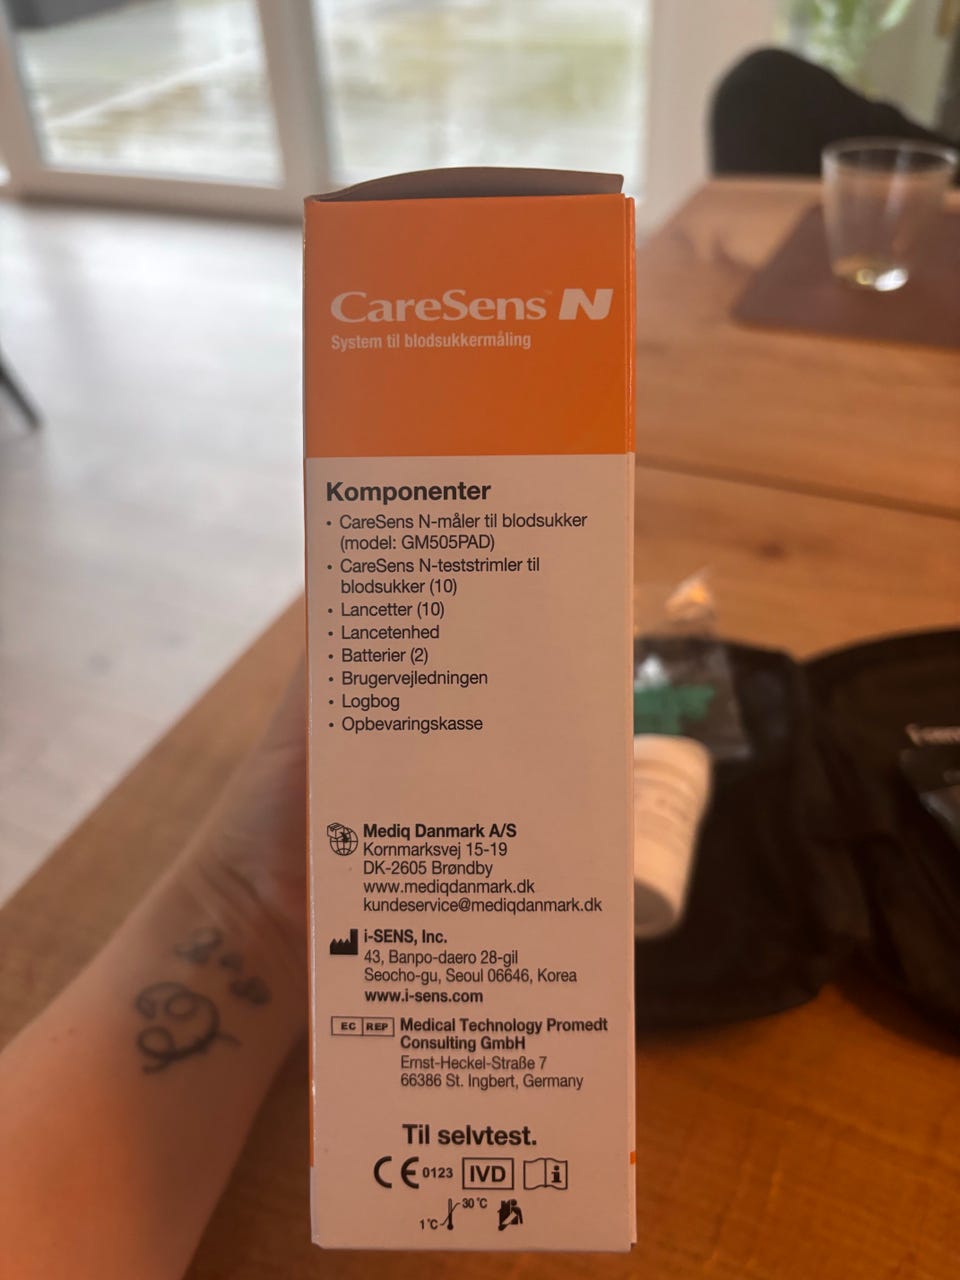 CareSens™ N
System til blodsukkermåling
Komponenter
• CareSens N-måler til blodsukker
(model: GM505PAD)
• CareSens N-teststrimler til
blodsukker (10)
• Lancetter (10)
• Lancetenhed
• Batterier (2)
• Brugervejledningen
• Logbog
• Opbevaringskasse
Mediq Danmark A/S
Kornmarksvej 15-19
DK-2605 Brøndby
www.mediqdanmark.dk
kundeservice@mediqdanmark.dk
i-SENS, Inc.
43, Banpo-daero 28-gil
Seocho-gu, Seoul 06646, Korea
www.i-sens.com
EC REP Medical Technology Promedt
Consulting GmbH
Ernst-Heckel-Straße 7
66386 St. Ingbert, Germany
Til selvtest.
CE 0123 IVD i
1°C 30°C